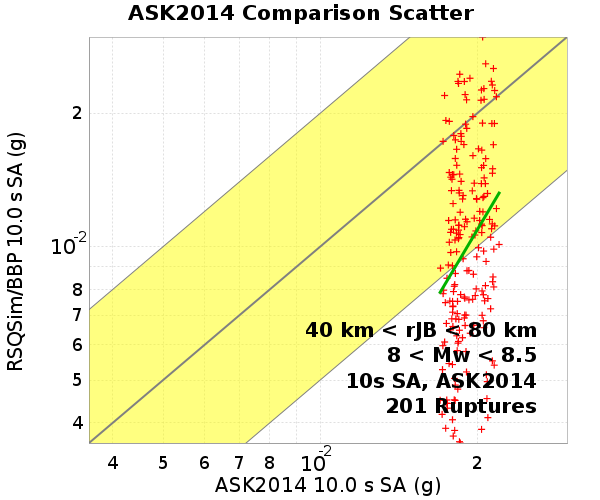 ASK2014 Comparison Scatter
RSQSim/BBP 10.0 s SA (g)
2
10-2
8
7
6
5
4
40 km < rJB < 80 km
8 < Mw < 8.5
10s SA, ASK2014
201 Ruptures
4 5 6 7 8 10-2 2
ASK2014 10.0 s SA (g)